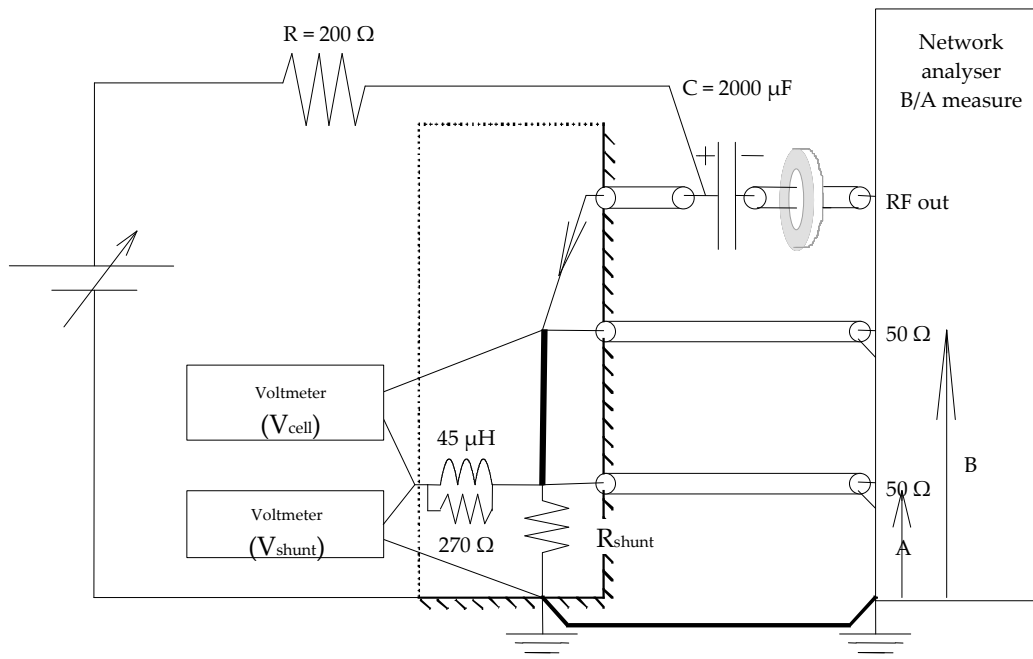 R = 200 Ω
Network
analyser
B/A measure
C = 2000 μF
+
RF out
50 Ω
Voltmeter
(Vcell)
45 μH
B
50 Ω
Voltmeter
(Vshunt)
270 Ω
Rshunt
A